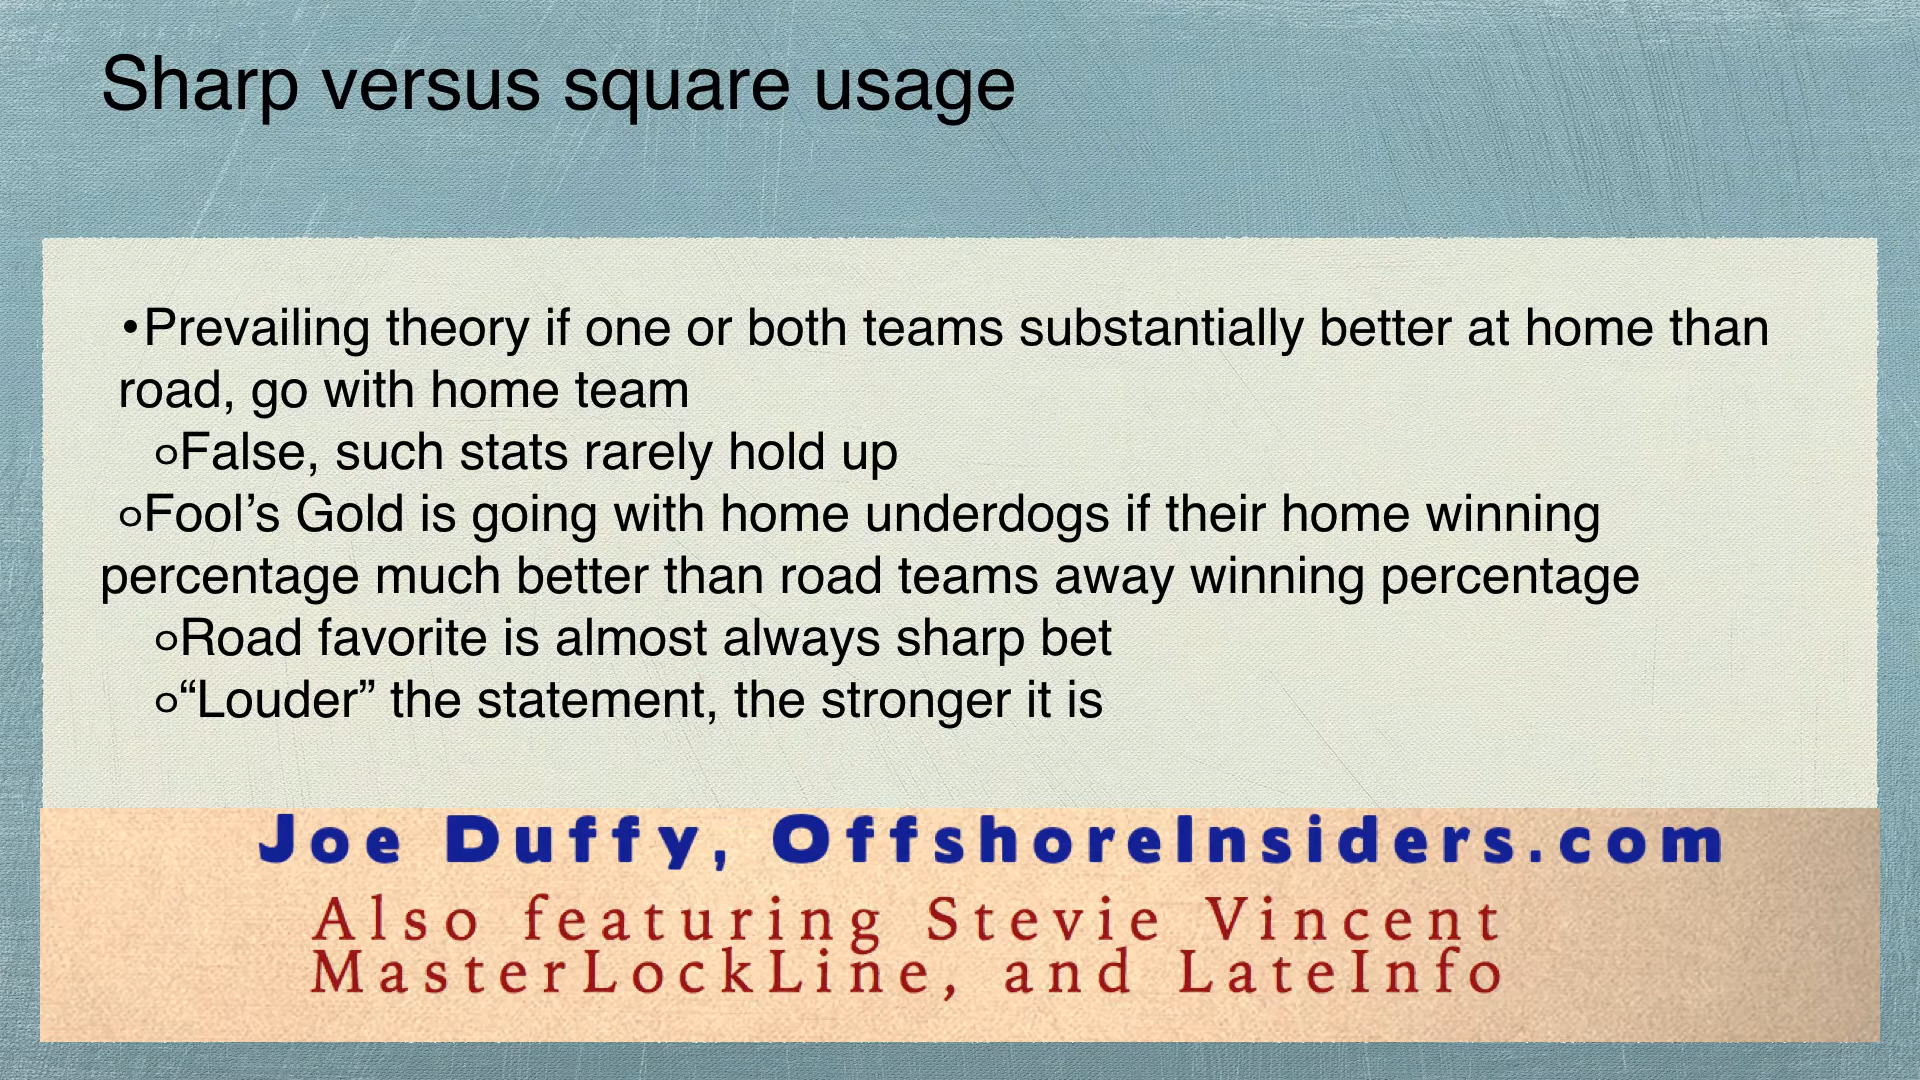 Sharp versus square usage
•Prevailing theory if one or both teams substantially better at home than
road, go with home team
oFalse, such stats rarely hold up
oFool’s Gold is going with home underdogs if their home winning
percentage much better than road teams away winning percentage
oRoad favorite is almost always sharp bet
o“Louder” the statement, the stronger it is
Joe Duffy, OffshoreInsiders.com
Also featuring Stevie Vincent
MasterLockLine, and LateInfo